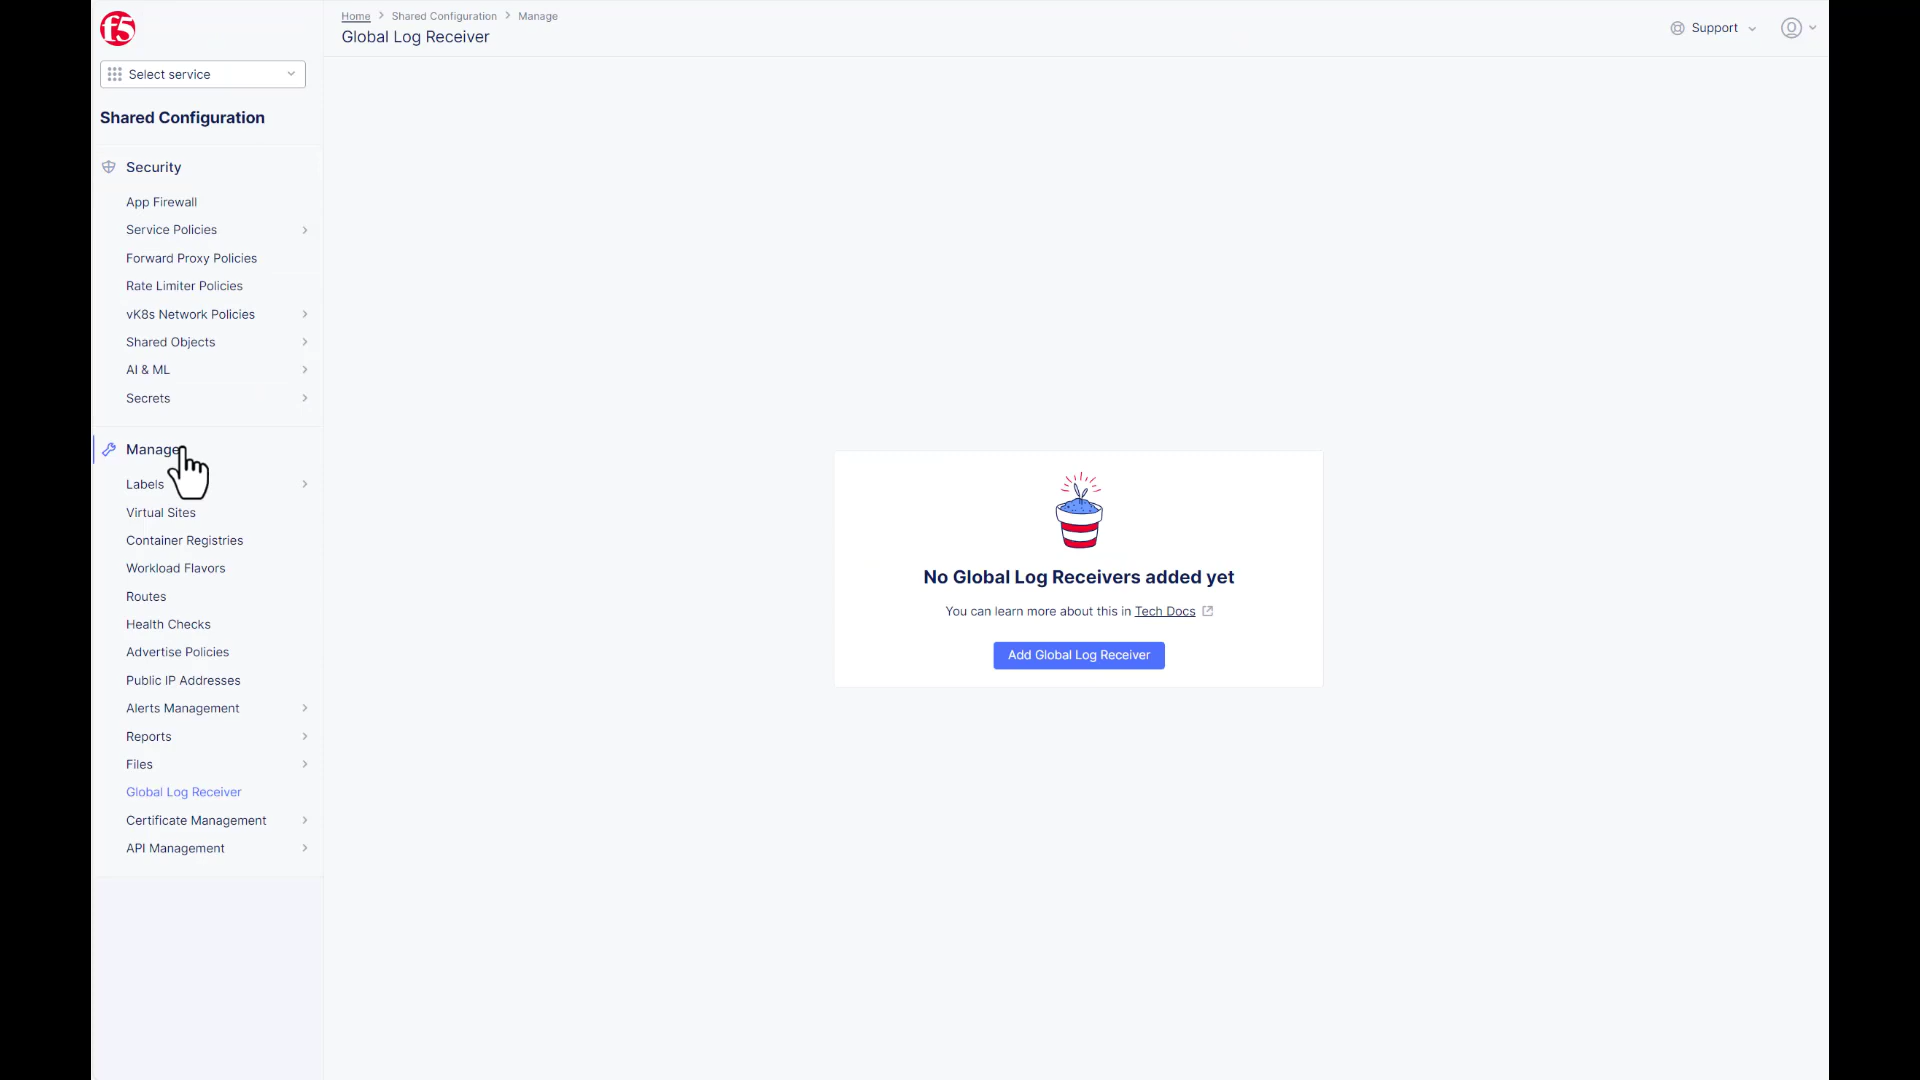 f5
Select service
Shared Configuration
Security
App Firewall
Service Policies
Forward Proxy Policies
Rate Limiter Policies
vK8s Network Policies
Shared Objects
AI & ML
Secrets
Manage
Labels
Virtual Sites
Container Registries
Workload Flavors
Routes
Health Checks
Advertise Policies
Public IP Addresses
Alerts Management
Reports
Files
Global Log Receiver
Certificate Management
API Management
Home > Shared Configuration > Manage
Global Log Receiver
Support
No Global Log Receivers added yet
You can learn more about this in Tech Docs
Add Global Log Receiver